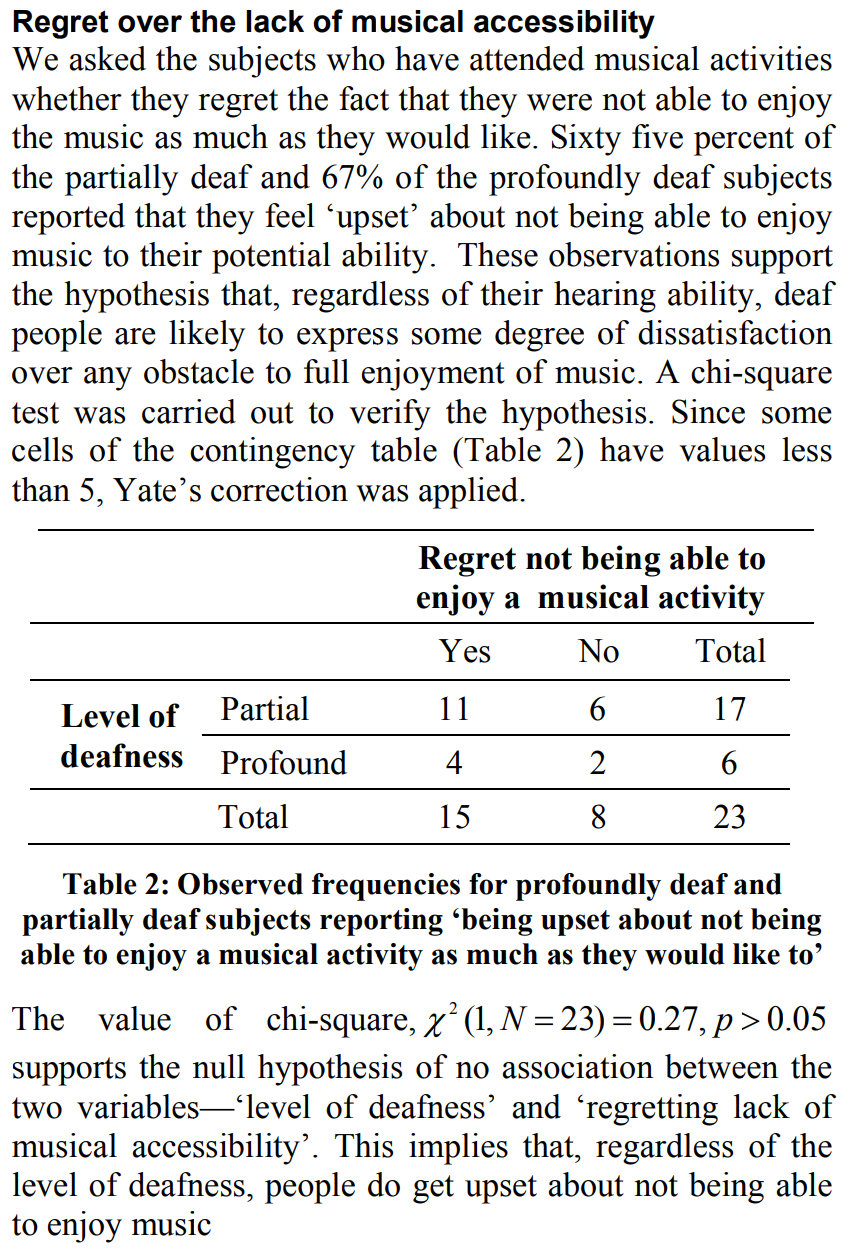 Regret over the lack of musical accessibility
We asked the subjects who have attended musical activities
whether they regret the fact that they were not able to enjoy
the music as much as they would like. Sixty five percent of
the partially deaf and 67% of the profoundly deaf subjects
reported that they feel ‘upset’ about not being able to enjoy
music to their potential ability. These observations support
the hypothesis that, regardless of their hearing ability, deaf
people are likely to express some degree of dissatisfaction
over any obstacle to full enjoyment of music. A chi-square
test was carried out to verify the hypothesis. Since some
cells of the contingency table (Table 2) have values less
than 5, Yate’s correction was applied.
Regret not being able to
enjoy a musical activity
Yes No Total
Level of
deafness
Partial 11 6 17
Profound 4 2 6
Total 15 8 23
Table 2: Observed frequencies for profoundly deaf and
partially deaf subjects reporting ‘being upset about not being
able to enjoy a musical activity as much as they would like to’
The value of chi-square, χ² (1, N = 23) = 0.27, p > 0.05
supports the null hypothesis of no association between the
two variables—‘level of deafness’ and ‘regretting lack of
musical accessibility’. This implies that, regardless of the
level of deafness, people do get upset about not being able
to enjoy music